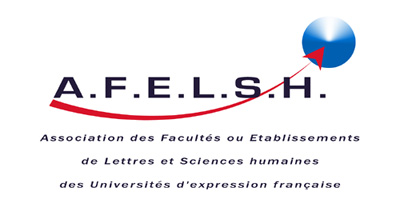 A.F.E.L.S.H.
Association des Facultés ou Etablissements
de Lettres et Sciences humaines
des Universités d'expression française